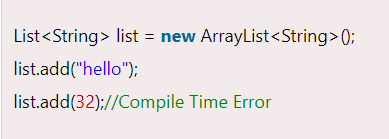 List<String> list = new ArrayList<String>();
list.add("hello");
list.add(32);//Compile Time Error